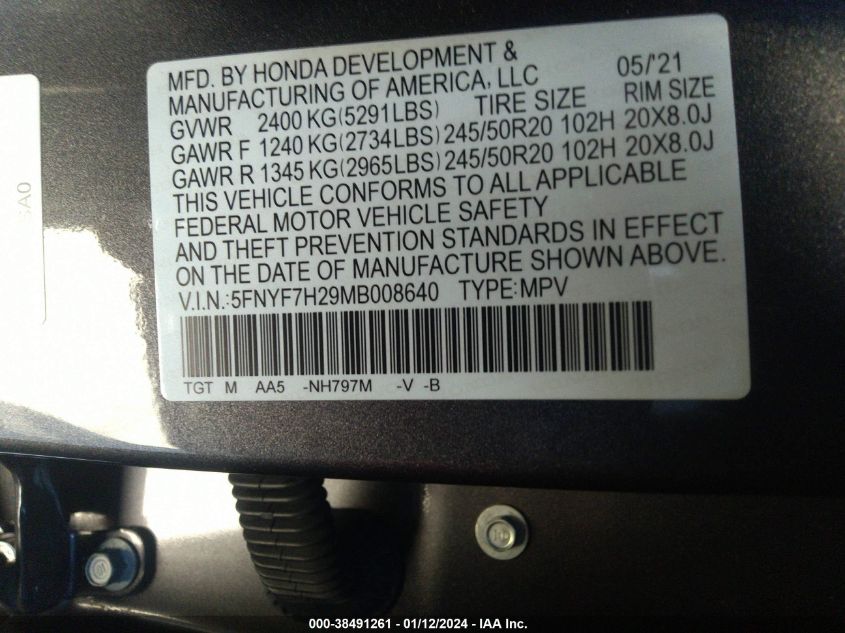 MFD. BY HONDA DEVELOPMENT &
MANUFACTURING OF AMERICA, LLC 05/'21
GVWR 2400 KG(5291LBS) TIRE SIZE RIM SIZE
GAWR F 1240 KG(2734LBS) 245/50R20 102H 20X8.0J
GAWR R 1345 KG(2965LBS) 245/50R20 102H 20X8.0J
THIS VEHICLE CONFORMS TO ALL APPLICABLE
FEDERAL MOTOR VEHICLE SAFETY
AND THEFT PREVENTION STANDARDS IN EFFECT
ON THE DATE OF MANUFACTURE SHOWN ABOVE.
V.I.N.:5FNYF7H29MB008640 TYPE:MPV
TGT M AA5 -NH797M -V -B
000-38491261 - 01/12/2024 - IAA Inc.